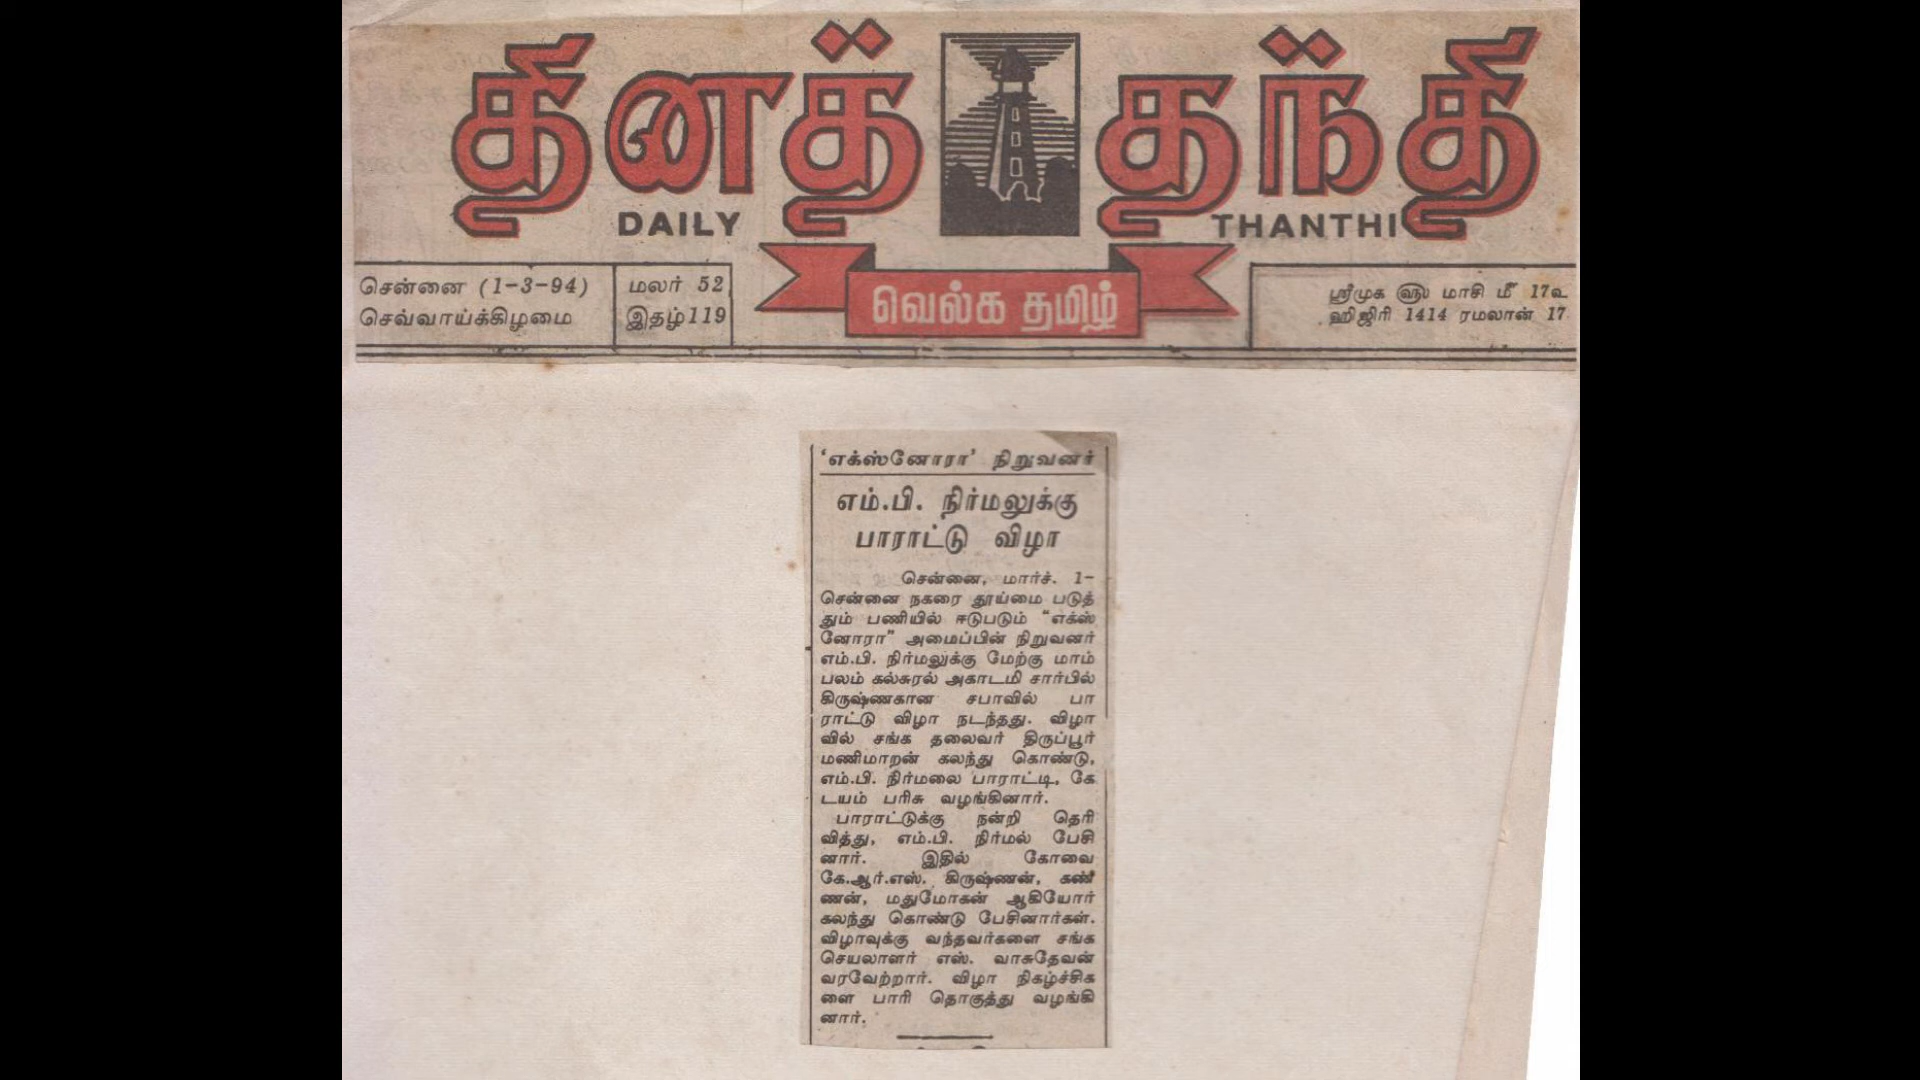 தினத் தந்தி
DAILY THANTHI
வெல்க தமிழ்
சென்னை (1-3-94)
செவ்வாய்க்கிழமை
மலர் 52
இதழ் 119
ஸ்ரீமுக ௵ மாசி மீ 17உ
ஹிஜிரி 1414 ரமலான் 17
‘எக்ஸ்னோரா’ நிறுவனர்
எம்.பி. நிர்மலுக்கு
பாராட்டு விழா
சென்னை, மார்ச். 1-
சென்னை நகரை தூய்மை படுத்
தும் பணியில் ஈடுபடும் “எக்ஸ்
னோரா” அமைப்பின் நிறுவனர்
எம்.பி. நிர்மலுக்கு மேற்கு மாம்
பலம் கல்சுரல் அகாடமி சார்பில்
கிருஷ்ணகான சபாவில் பா
ராட்டு விழா நடந்தது. விழா
வில் சங்க தலைவர் திருப்பூர்
மணிமாறன் கலந்து கொண்டு,
எம்.பி. நிர்மலை பாராட்டி, கே
டயம் பரிசு வழங்கினார்.
பாராட்டுக்கு நன்றி தெரி
வித்து, எம்.பி. நிர்மல் பேசி
னார். இதில் கோவை
கே.ஆர்.எஸ். கிருஷ்ணன், கண்
ணன், மதுமோகன் ஆகியோர்
கலந்து கொண்டு பேசினார்கள்.
விழாவுக்கு வந்தவர்களை சங்க
செயலாளர் எஸ். வாசுதேவன்
வரவேற்றார். விழா நிகழ்ச்சிக
ளை பாரி தொகுத்து வழங்கி
னார்.